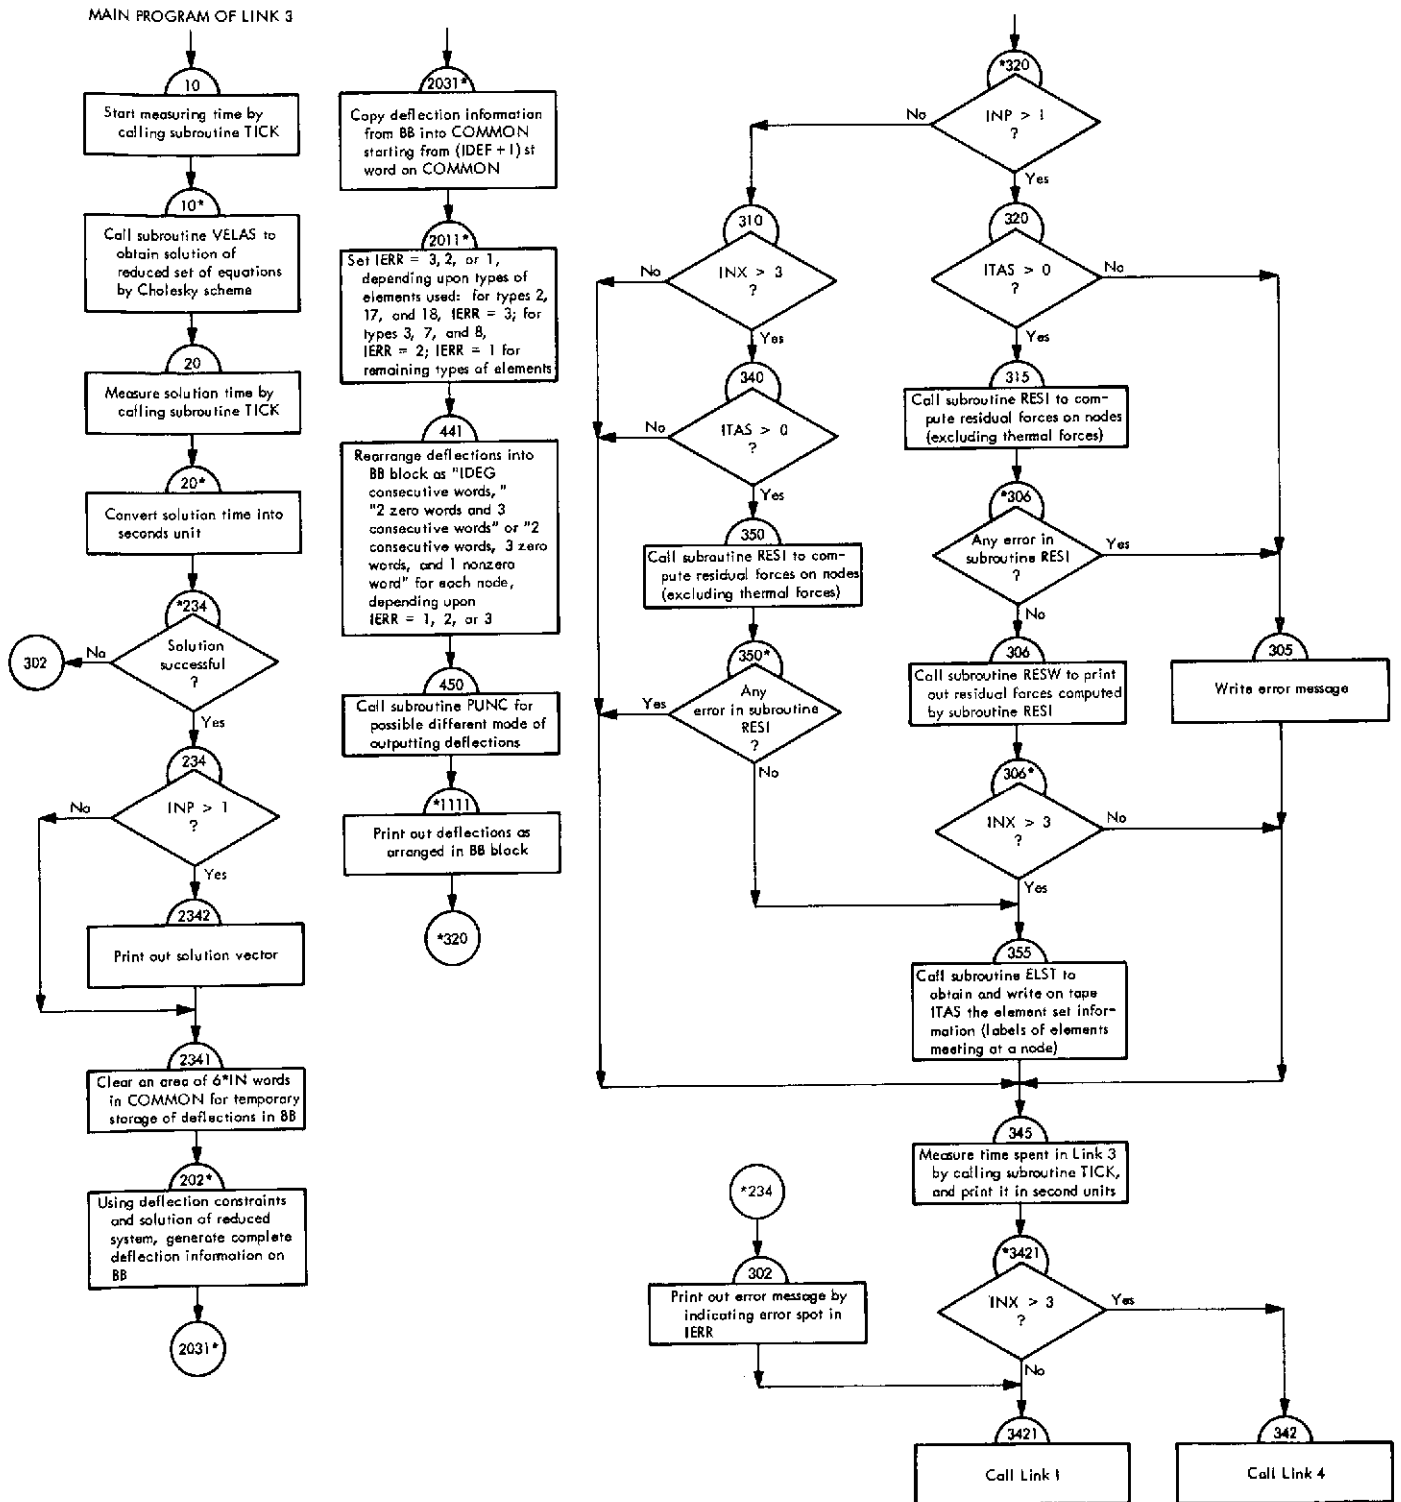 MAIN PROGRAM OF LINK 3
10
Start measuring time by
calling subroutine TICK
10*
Call subroutine VELAS to
obtain solution of
reduced set of equations
by Cholesky scheme
20
Measure solution time by
calling subroutine TICK
20*
Convert solution time into
seconds unit
*234
Solution
successful
?
No
302
Yes
234
INP > 1
?
No
Yes
2342
Print out solution vector
2341
Clear an area of 6*IN words
in COMMON for temporary
storage of deflections in BB
202*
Using deflection constraints
and solution of reduced
system, generate complete
deflection information on
BB
2031*
2031*
Copy deflection information
from BB into COMMON
starting from (IDEF + 1) st
word on COMMON
2011*
Set IERR = 3, 2, or 1,
depending upon types of
elements used: for types 2,
17, and 18, IERR = 3; for
types 3, 7, and 8,
IERR = 2; IERR = 1 for
remaining types of elements
441
Rearrange deflections into
BB block as "IDEG
consecutive words,"
"2 zero words and 3
consecutive words" or "2
consecutive words, 3 zero
words, and 1 nonzero
word" for each node,
depending upon
IERR = 1, 2, or 3
450
Call subroutine PUNC for
possible different mode of
outputting deflections
*1111
Print out deflections as
arranged in BB block
*320
*320
INP > 1
?
No
Yes
310
INX > 3
?
No
Yes
340
ITAS > 0
?
No
Yes
350
Call subroutine RESI to com-
pute residual forces on nodes
(excluding thermal forces)
350*
Any
error in subroutine
RESI
?
Yes
No
320
ITAS > 0
?
No
Yes
315
Call subroutine RESI to com-
pute residual forces on nodes
(excluding thermal forces)
*306
Any error in
subroutine RESI
?
Yes
No
306
Call subroutine RESW to print
out residual forces computed
by subroutine RESI
305
Write error message
306*
INX > 3
?
No
Yes
355
Call subroutine ELST to
obtain and write on tape
ITAS the element set infor-
mation (labels of elements
meeting at a node)
345
Measure time spent in Link 3
by calling subroutine TICK,
and print it in second units
*234
302
Print out error message by
indicating error spot in
IERR
*3421
INX > 3
?
Yes
No
3421
Call Link 1
342
Call Link 4